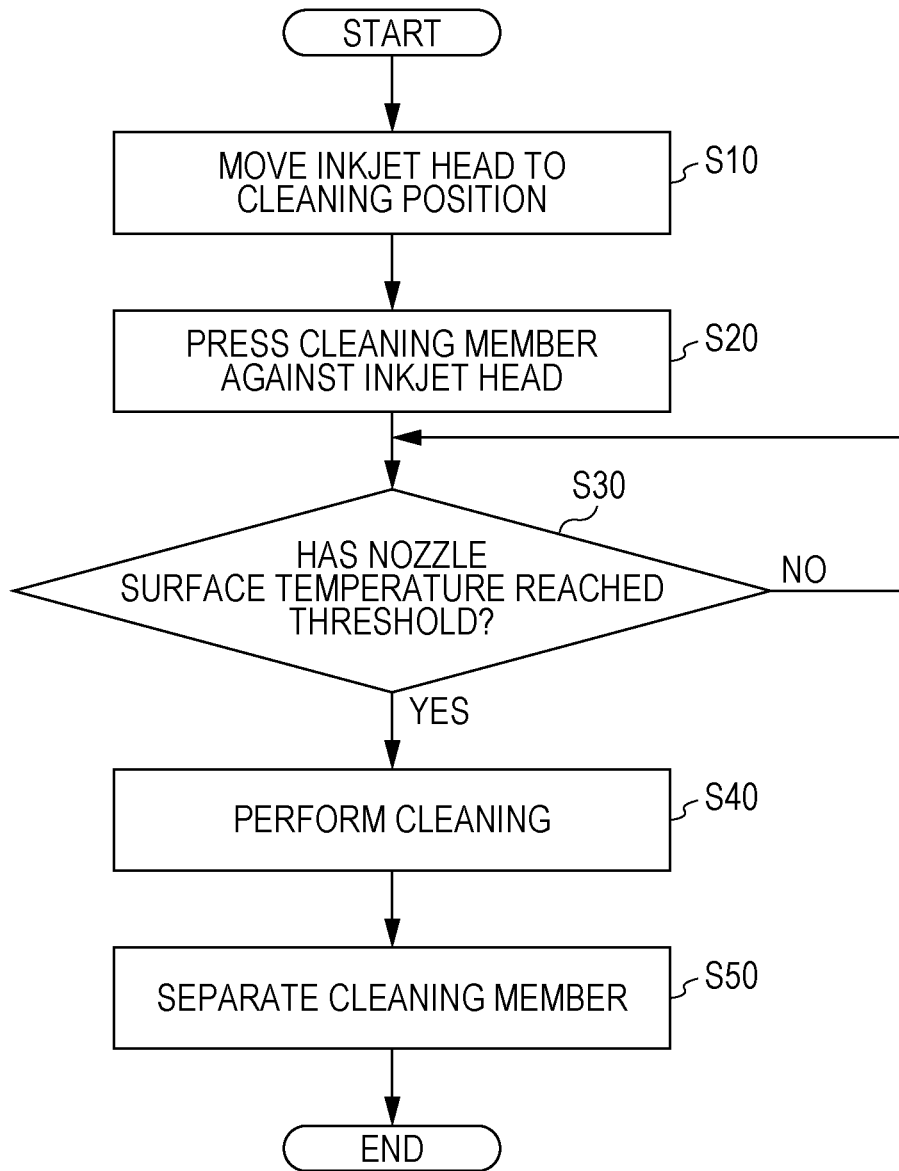 START
MOVE INKJET HEAD TO
CLEANING POSITION
S10
PRESS CLEANING MEMBER
AGAINST INKJET HEAD
S20
S30
HAS NOZZLE
SURFACE TEMPERATURE REACHED
THRESHOLD?
NO
YES
PERFORM CLEANING
S40
SEPARATE CLEANING MEMBER
S50
END